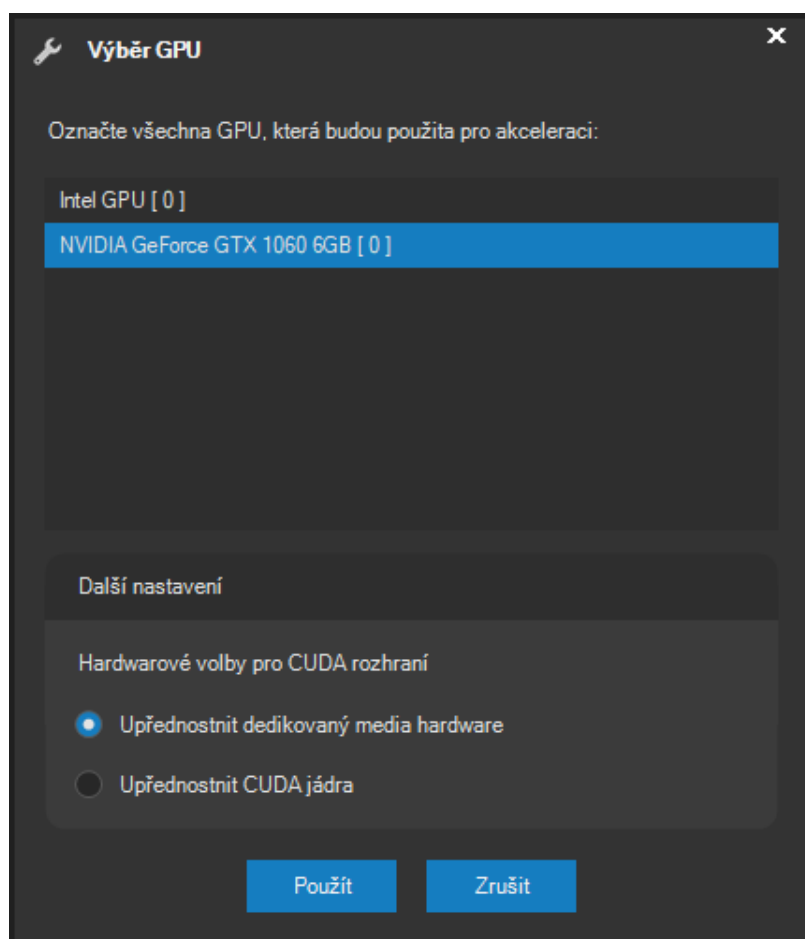 Výběr GPU
Označte všechna GPU, která budou použita pro akceleraci:
Intel GPU [ 0 ]
NVIDIA GeForce GTX 1060 6GB [ 0 ]
Další nastavení
Hardwarové volby pro CUDA rozhraní
Upřednostnit dedikovaný media hardware
Upřednostnit CUDA jádra
Použít
Zrušit